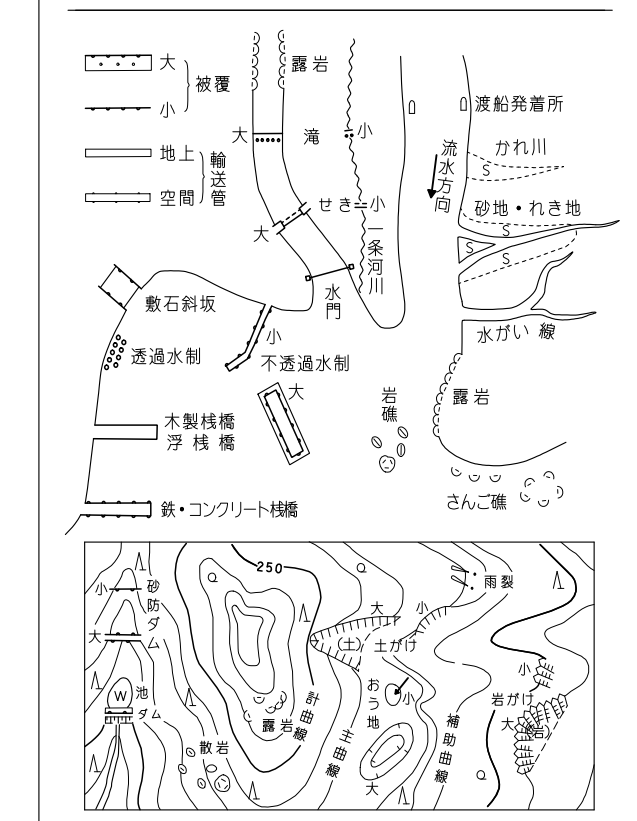 大
小
被覆
地上
空間
輸送管
露岩
大
滝
小
せき
小
大
一条河川
水門
渡船発着所
流水方向
かれ川
S
砂地・れき地
S
S
S
水がい線
敷石斜坂
透過水制
小
不透過水制
大
木製桟橋
浮桟橋
鉄・コンクリート桟橋
岩礁
露岩
さんご礁
小
砂防ダム
大
W
池
ダム
250
計曲線
露岩
散岩
主曲線
大
小
(土)
土がけ
雨裂
おう地
小
大
補助曲線
小
岩がけ
大
(岩)